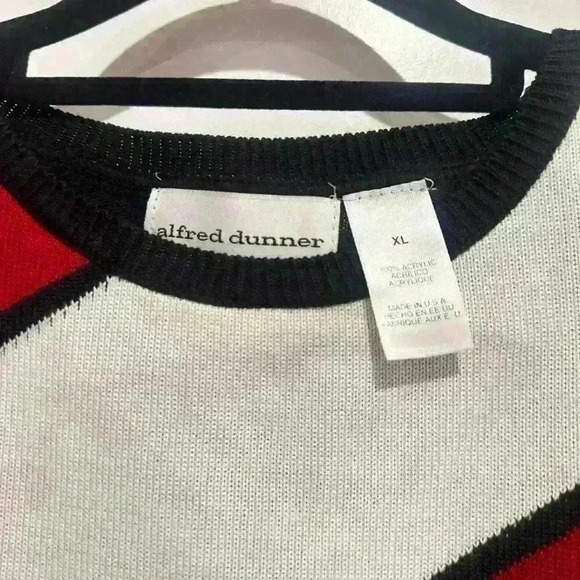 alfred dunner
XL
100% ACRYLIC
ACRILICO
ACRYLIQUE
MADE IN U.S.A.
HECHO EN EE UU
FABRIQUE AUX E. U.